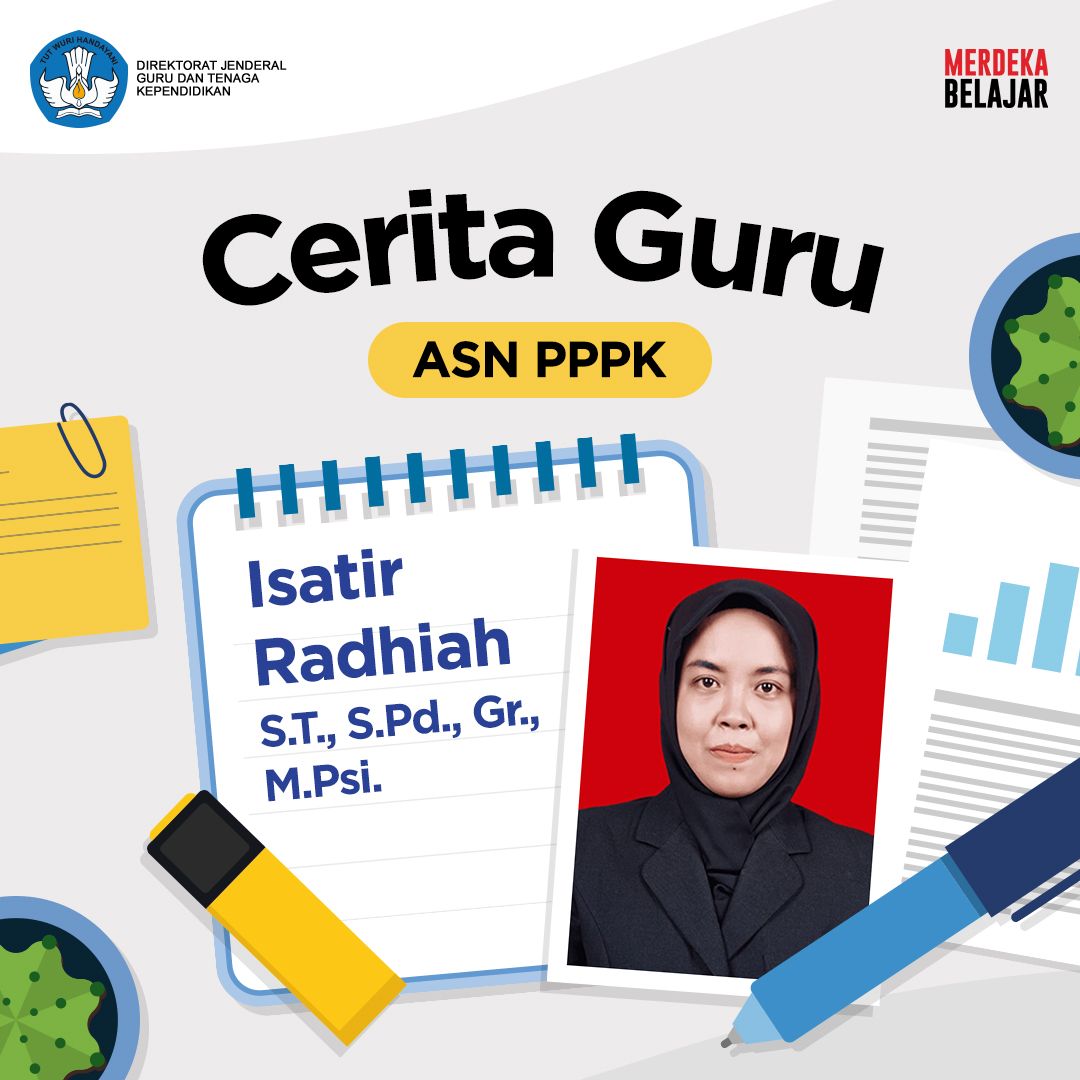 TUT WURI HANDAYANI
DIREKTORAT JENDERAL
GURU DAN TENAGA
KEPENDIDIKAN
MERDEKA
BELAJAR
Cerita Guru
ASN PPPK
Isatir
Radhiah
S.T., S.Pd., Gr.,
M.Psi.